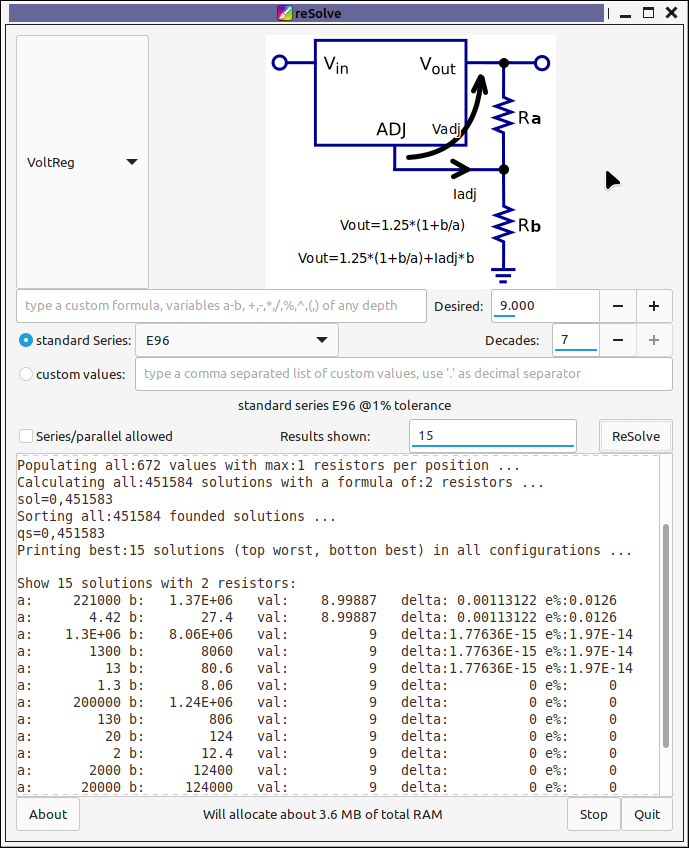 reSolve
VoltReg
Vin
Vout
ADJ
Vadj
Ra
Iadj
Rb
Vout=1.25*(1+b/a)
Vout=1.25*(1+b/a)+Iadj*b
type a custom formula, variables a-b, +,-,*,/,%,^,(,) of any depth
Desired:
9.000
standard Series:
E96
Decades:
7
custom values:
type a comma separated list of custom values, use '.' as decimal separator
standard series E96 @1% tolerance
Series/parallel allowed
Results shown:
15
ReSolve
Populating all:672 values with max:1 resistors per position ...
Calculating all:451584 solutions with a formula of:2 resistors ...
sol=0,451583
Sorting all:451584 founded solutions ...
qs=0,451583
Printing best:15 solutions (top worst, botton best) in all configurations ...
Show 15 solutions with 2 resistors:
a: 221000 b: 1.37E+06 val: 8.99887 delta: 0.00113122 e%:0.0126
a: 4.42 b: 27.4 val: 8.99887 delta: 0.00113122 e%:0.0126
a: 1.3E+06 b: 8.06E+06 val: 9 delta:1.77636E-15 e%:1.97E-14
a: 1300 b: 8060 val: 9 delta:1.77636E-15 e%:1.97E-14
a: 13 b: 80.6 val: 9 delta:1.77636E-15 e%:1.97E-14
a: 1.3 b: 8.06 val: 9 delta: 0 e%: 0
a: 200000 b: 1.24E+06 val: 9 delta: 0 e%: 0
a: 130 b: 806 val: 9 delta: 0 e%: 0
a: 20 b: 124 val: 9 delta: 0 e%: 0
a: 2 b: 12.4 val: 9 delta: 0 e%: 0
a: 2000 b: 12400 val: 9 delta: 0 e%: 0
a: 20000 b: 124000 val: 9 delta: 0 e%: 0
About
Will allocate about 3.6 MB of total RAM
Stop
Quit